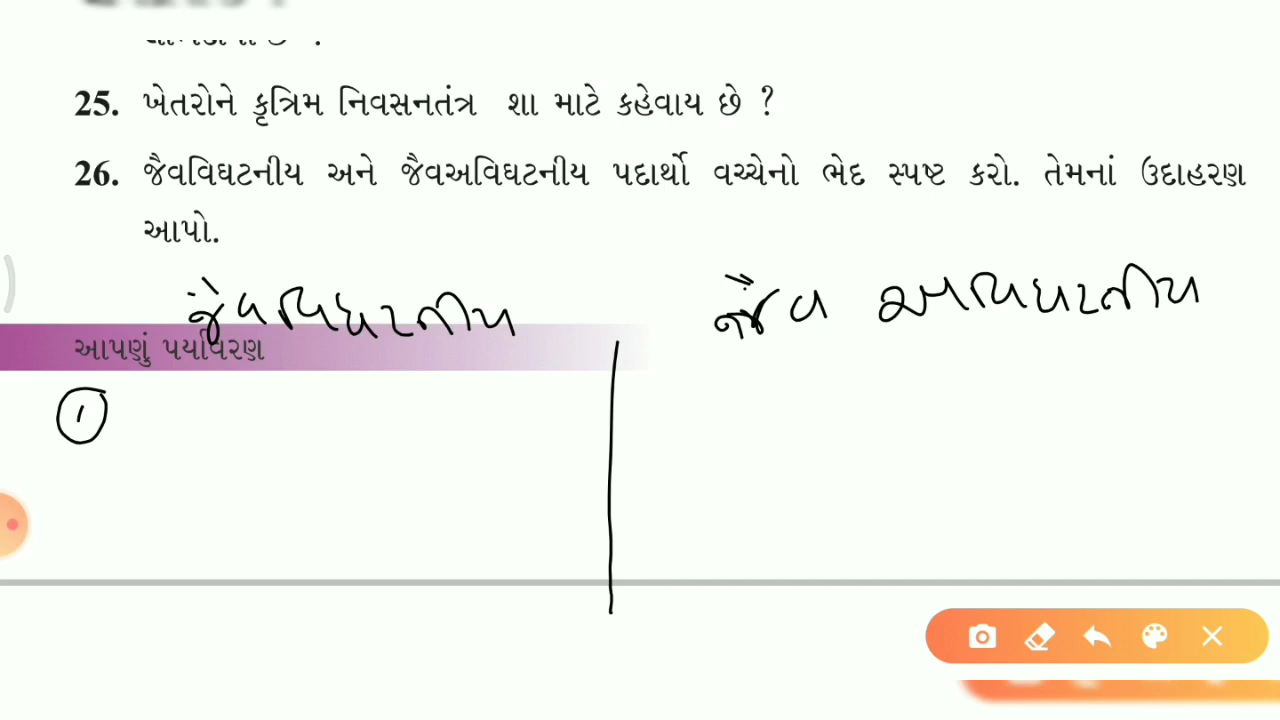 25. ખેતરોને કૃત્રિમ નિવસનતંત્ર શા માટે કહેવાય છે ?
26. જૈવવિઘટનીય અને જૈવઅવિઘટનીય પદાર્થો વચ્ચેનો ભેદ સ્પષ્ટ કરો. તેમનાં ઉદાહરણ
આપો.
જૈવવિઘટનીય જૈવ અવિઘટનીય
આપણું પર્યાવરણ
૧